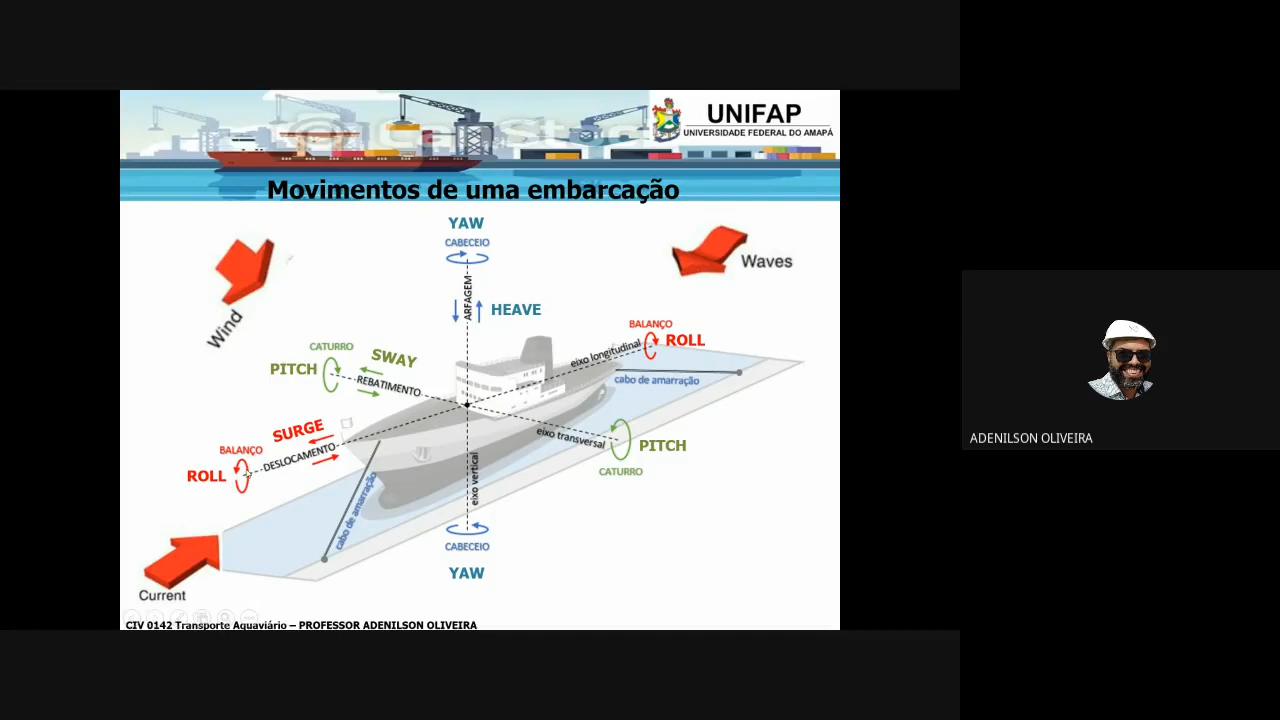 UNIFAP
UNIVERSIDADE FEDERAL DO AMAPÁ
Movimentos de uma embarcação
YAW
CABECEIO
Waves
ARFAGEM
HEAVE
Wind
BALANÇO
ROLL
eixo longitudinal
CATURRO
PITCH
SWAY
REBATIMENTO
cabo de amarração
SURGE
eixo transversal
PITCH
CATURRO
BALANÇO
DESLOCAMENTO
ROLL
eixo vertical
cabo de amarração
CABECEIO
YAW
Current
CIV 0142 Transporte Aquaviário – PROFESSOR ADENILSON OLIVEIRA
ADENILSON OLIVEIRA